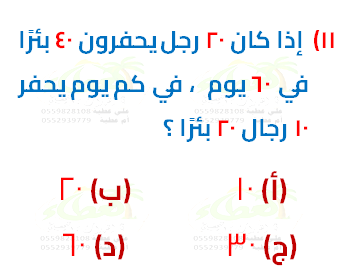 ١١) إذا كان ٢٠ رجل يحفرون ٤٠ بئرًا
في ٦٠ يوم ، في كم يوم يحفر
١٠ رجال ٢٠ بئرًا ؟
(أ) ١٠ (ب) ٢٠
(ج) ٣٠ (د) ٦٠